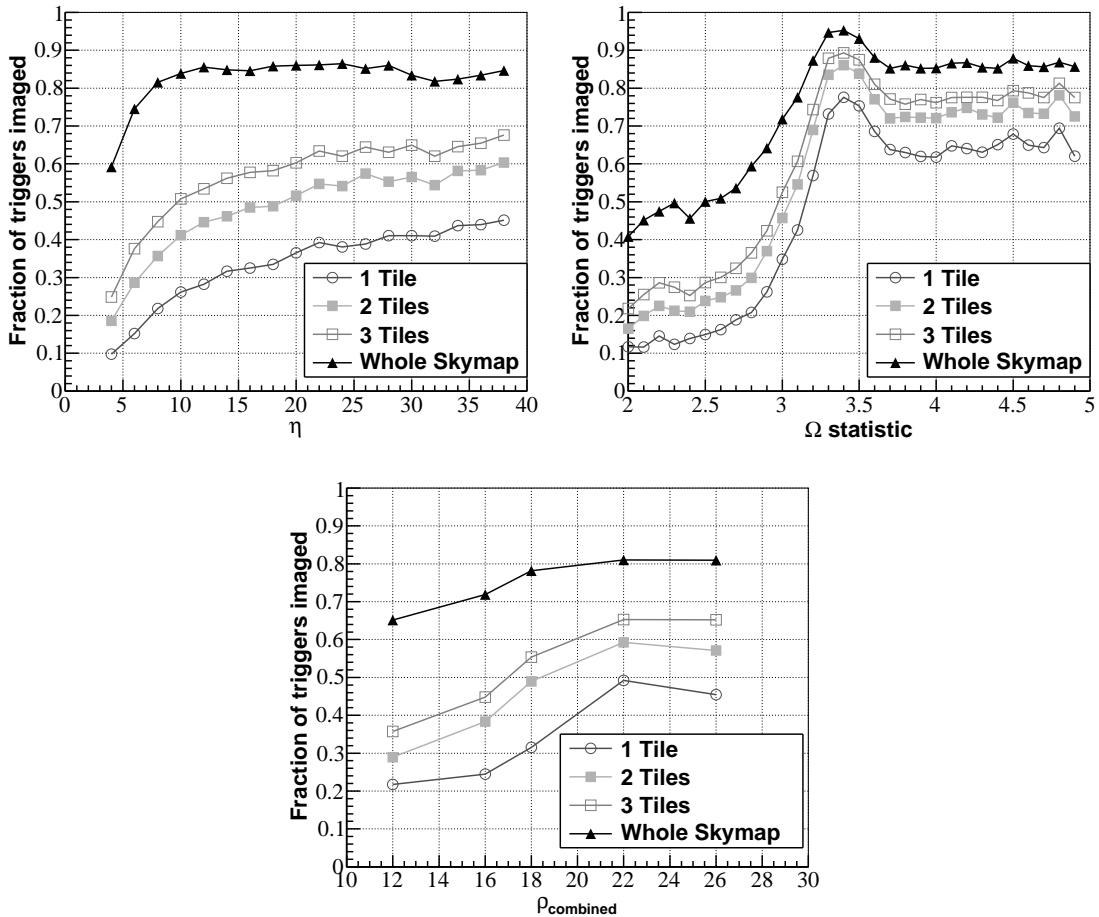 Fraction of triggers imaged
1
0.9
0.8
0.7
0.6
0.5
0.4
0.3
0.2
0.1
0
0 5 10 15 20 25 30 35 40
η
1 Tile
2 Tiles
3 Tiles
Whole Skymap
Fraction of triggers imaged
1
0.9
0.8
0.7
0.6
0.5
0.4
0.3
0.2
0.1
0
2 2.5 3 3.5 4 4.5 5
Ω statistic
1 Tile
2 Tiles
3 Tiles
Whole Skymap
Fraction of triggers imaged
1
0.9
0.8
0.7
0.6
0.5
0.4
0.3
0.2
0.1
0
10 12 14 16 18 20 22 24 26 28 30
ρcombined
1 Tile
2 Tiles
3 Tiles
Whole Skymap